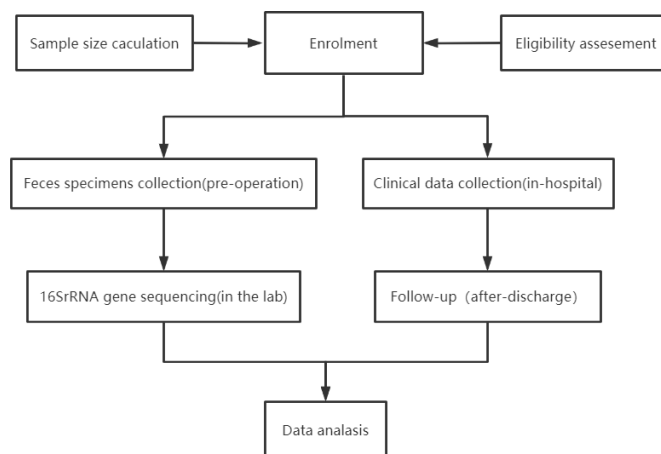 Sample size caculation
Enrolment
Eligibility assesement
Feces specimens collection(pre-operation)
Clinical data collection(in-hospital)
16SrRNA gene sequencing(in the lab)
Follow-up（after-discharge）
Data analasis